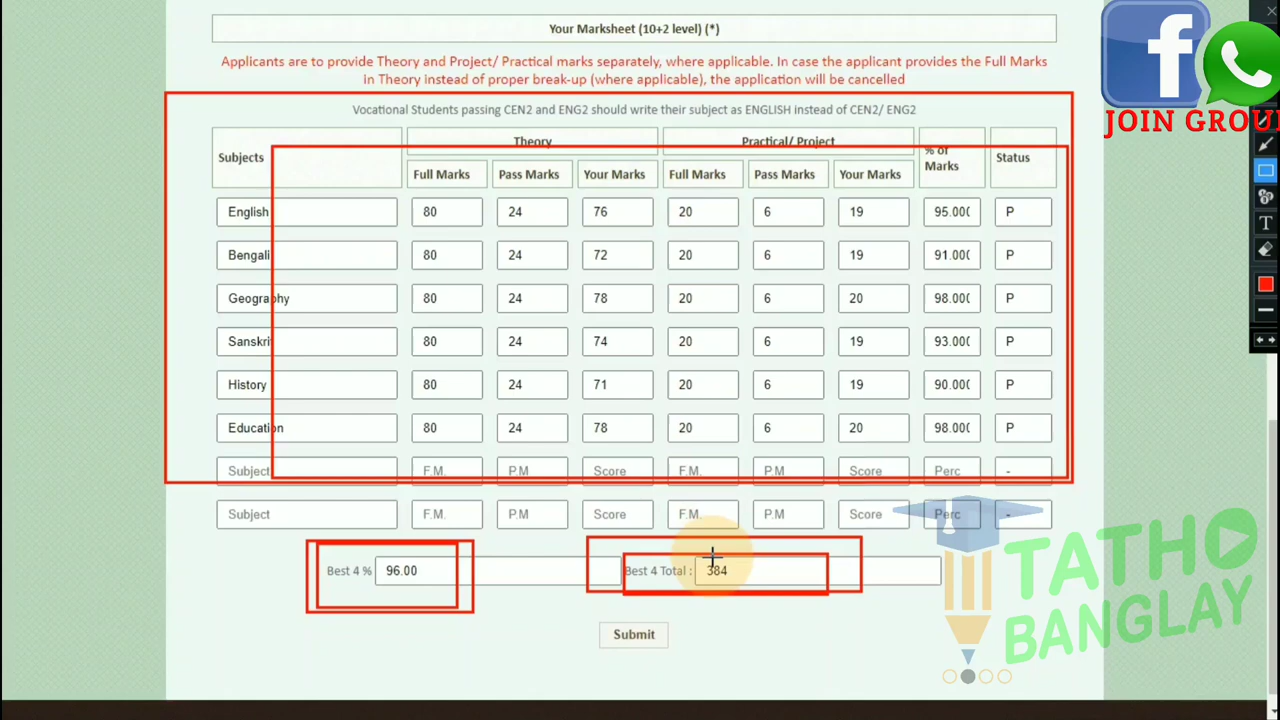 Your Marksheet (10+2 level) (*)
Applicants are to provide Theory and Project/ Practical marks separately, where applicable. In case the applicant provides the Full Marks
in Theory instead of proper break-up (where applicable), the application will be cancelled
JOIN GROU
Vocational Students passing CEN2 and ENG2 should write their subject as ENGLISH instead of CEN2/ ENG2
Subjects Theory Practical/ Project % of Marks Status
Full Marks Pass Marks Your Marks Full Marks Pass Marks Your Marks
English 80 24 76 20 6 19 95.00( P
Bengali 80 24 72 20 6 19 91.00( P
Geography 80 24 78 20 6 20 98.00( P
Sanskrit 80 24 74 20 6 19 93.00( P
History 80 24 71 20 6 19 90.00( P
Education 80 24 78 20 6 20 98.00( P
Subject F.M. P.M Score F.M. P.M Score Perc -
Subject F.M. P.M Score F.M. P.M Score Perc -
Best 4 % 96.00 Best 4 Total : 384
Submit
TATHO
BANGLAY